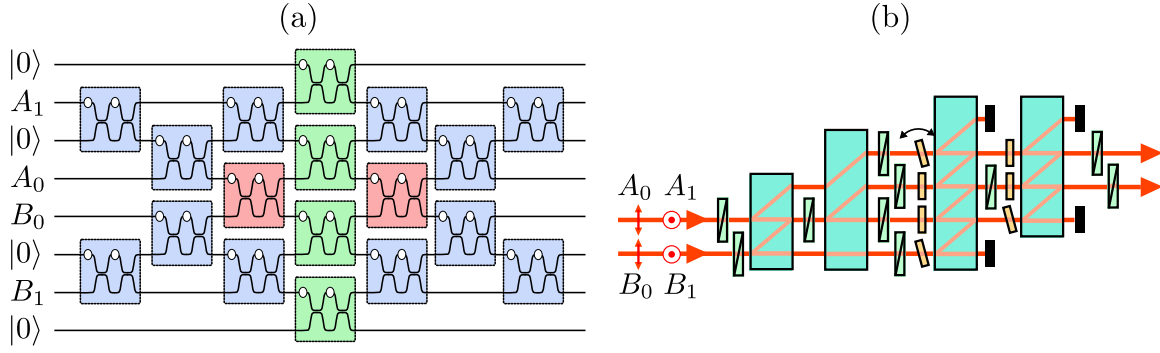 (a)
|0⟩
A₁
|0⟩
A₀
B₀
|0⟩
B₁
|0⟩
(b)
A₀ A₁
B₀ B₁